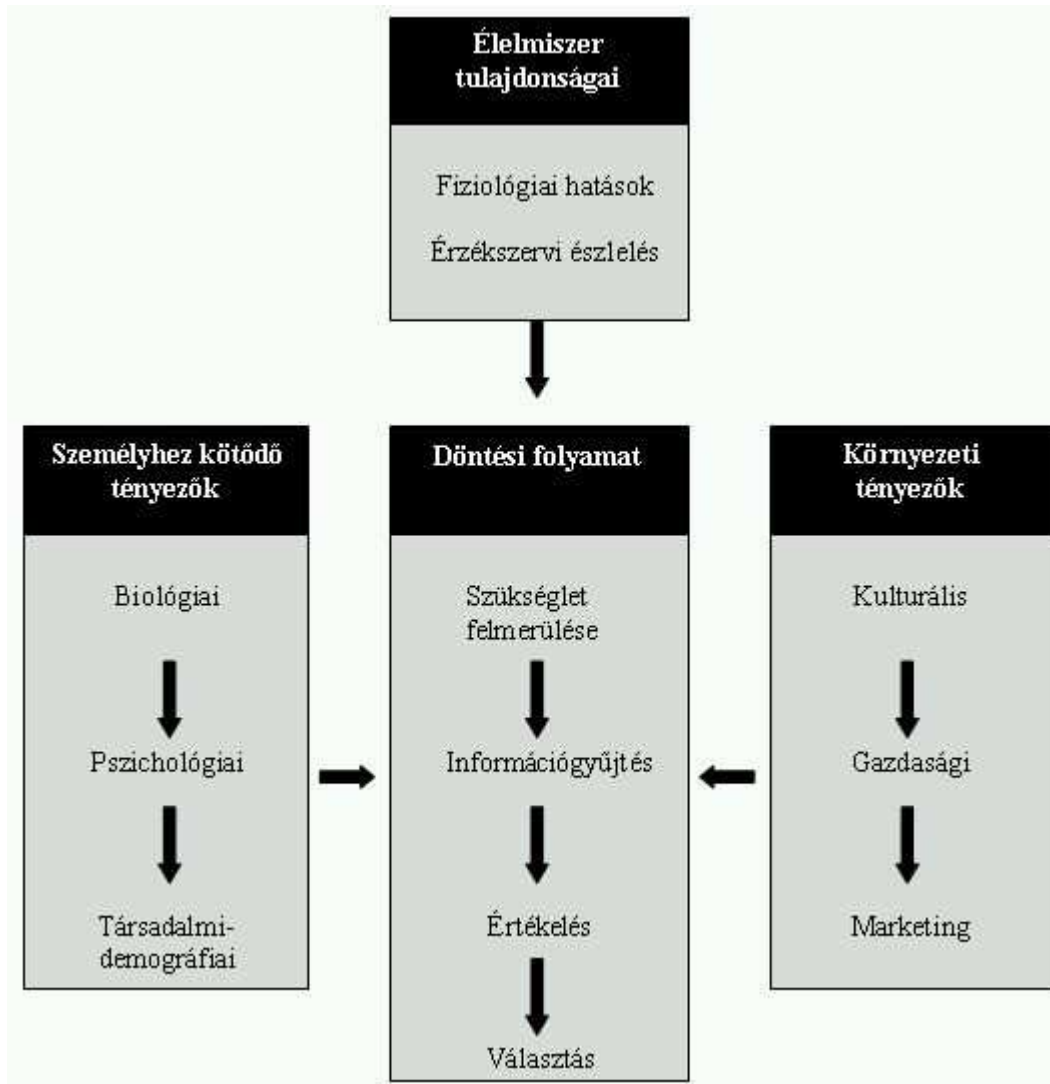 Élelmiszer
tulajdonságai
Fiziológiai hatások
Érzékszervi észlelés
Személyhez kötődő
tényezők
Biológiai
Pszichológiai
Társadalmi-
demográfiai
Döntési folyamat
Szükséglet
felmerülése
Információgyűjtés
Értékelés
Választás
Környezeti
tényezők
Kulturális
Gazdasági
Marketing